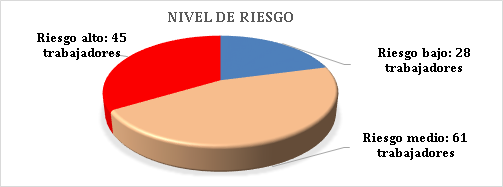 NIVEL DE RIESGO
Riesgo alto: 45
trabajadores
Riesgo bajo: 28
trabajadores
Riesgo medio: 61
trabajadores